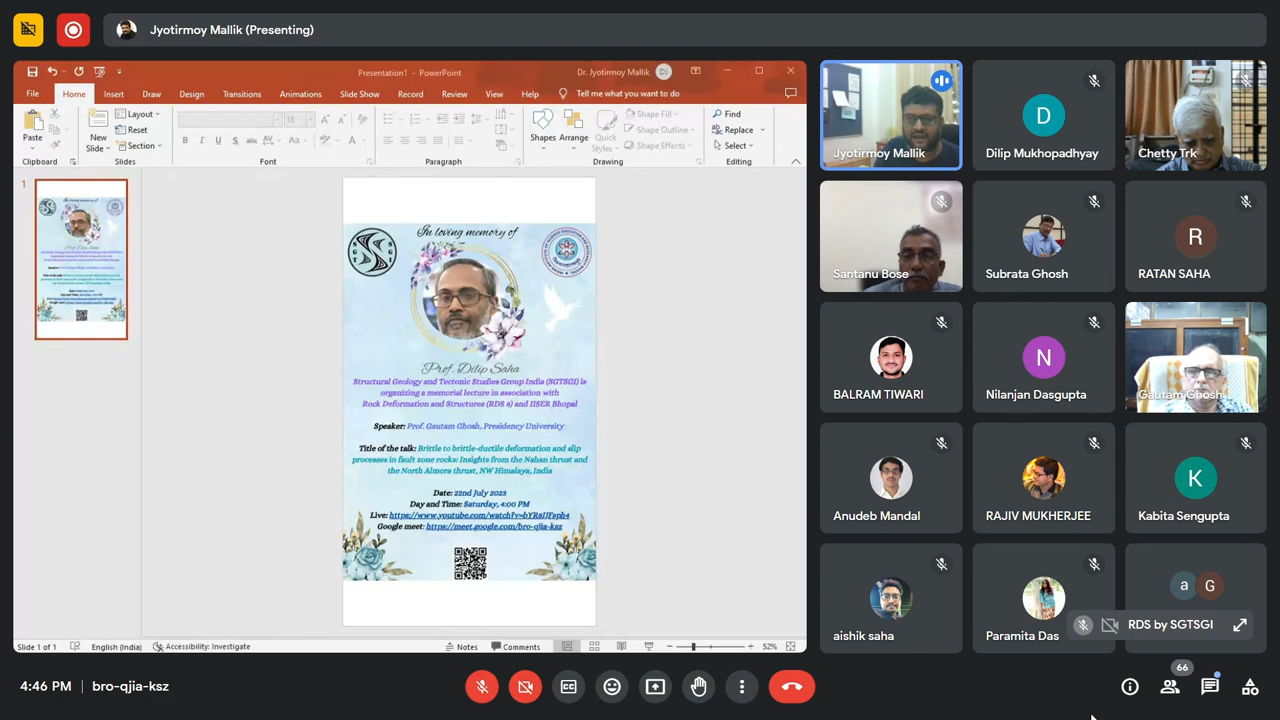 Jyotirmoy Mallik (Presenting)
Presentation1 - PowerPoint
Dr. Jyotirmoy Mallik
DJ
File
Home
Insert
Draw
Design
Transitions
Animations
Slide Show
Record
Review
View
Help
Tell me what you want to do
Paste
Clipboard
New
Slide
Layout
Reset
Section
Slides
18
Font
Paragraph
Shapes
Arrange
Quick
Styles
Shape Fill
Shape Outline
Shape Effects
Drawing
Find
Replace
Select
Editing
1
In loving memory of
Prof. Dilip Saha
Structural Geology and Tectonic Studies Group India (SGTSGI) is
organizing a memorial lecture in association with
Rock Deformation and Structures (RDS 8) and IISER Bhopal
Speaker: Prof. Gautam Ghosh, Presidency University
Title of the talk: Brittle to brittle-ductile deformation and slip
processes in fault zone rocks: Insights from the Nahan thrust and
the North Almora thrust, NW Himalaya, India
Date: 22nd July 2023
Day and Time: Saturday, 4:00 PM
Live:
Google meet: https://meet.google.com/bro-qjia-ksz
Slide 1 of 1
English (India)
Accessibility: Investigate
Notes
Comments
52%
Jyotirmoy Mallik
D
Dilip Mukhopadhyay
Chetty Trk
Santanu Bose
Subrata Ghosh
R
RATAN SAHA
BALRAM TIWARI
N
Nilanjan Dasgupta
Gautam Ghosh
Anudeb Mandal
RAJIV MUKHERJEE
K
Kabita Sengupta
aishik saha
Paramita Das
a
G
RDS by SGTSGI
4:46 PM
bro-qjia-ksz
66